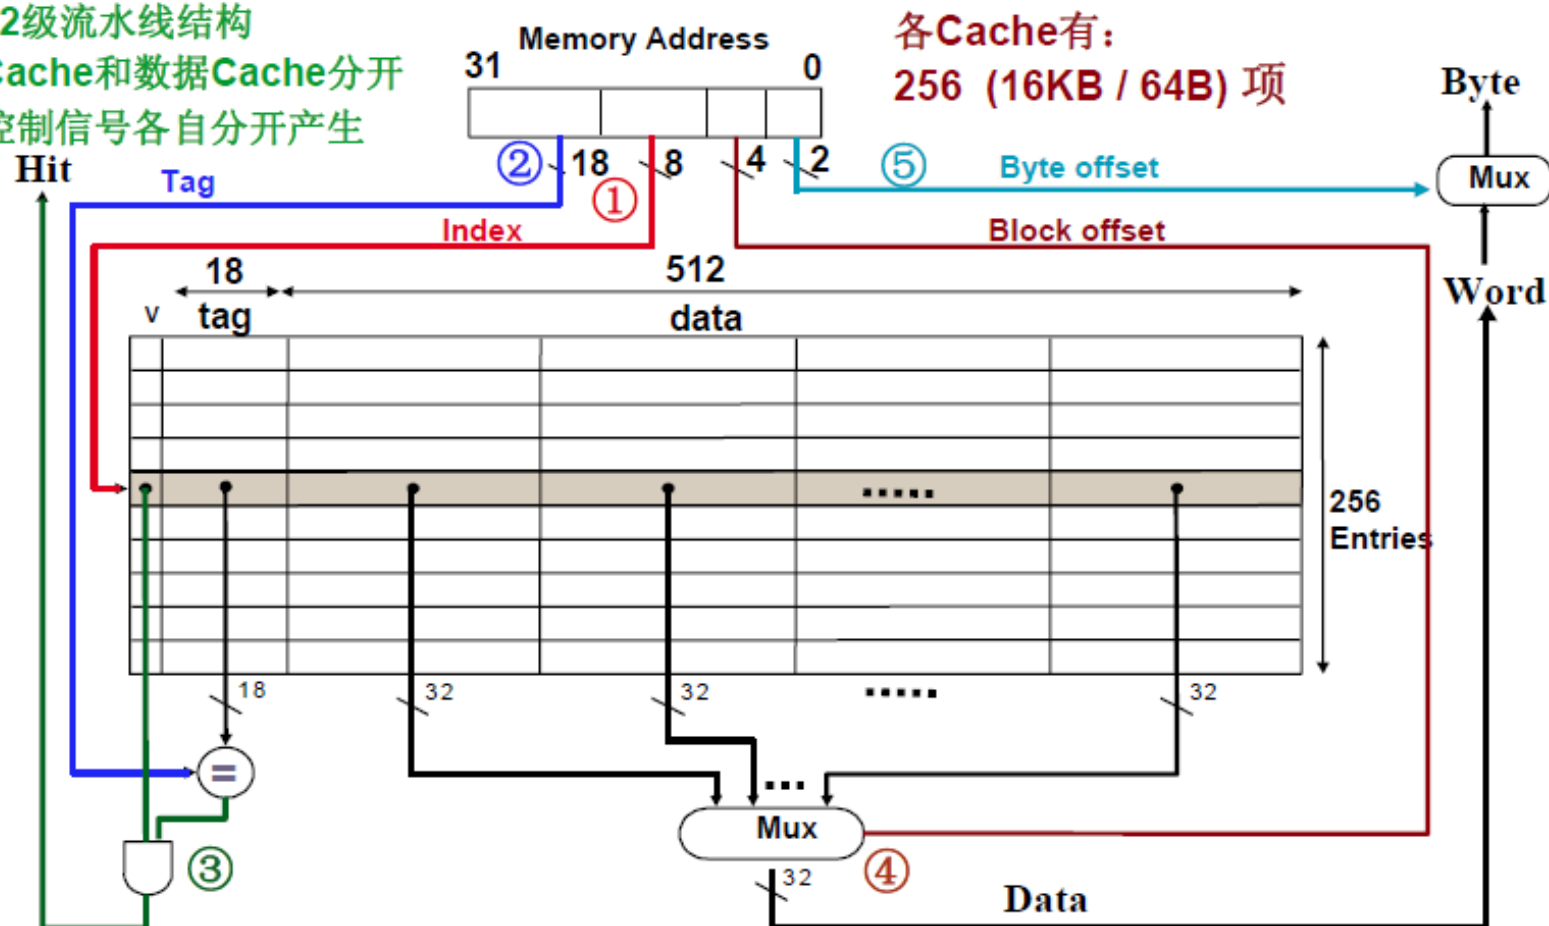 2级流水线结构
Cache和数据Cache分开
控制信号各自分开产生
Memory Address
31 0
各Cache有：
256 (16KB / 64B) 项
Byte
Hit
② 18 8 4 2
⑤ Byte offset
Mux
Tag
①
Index
Block offset
18 512
Word
V tag data
.....
256
Entries
18 32 32 ..... 32
=
...
Mux
③
④
32
Data